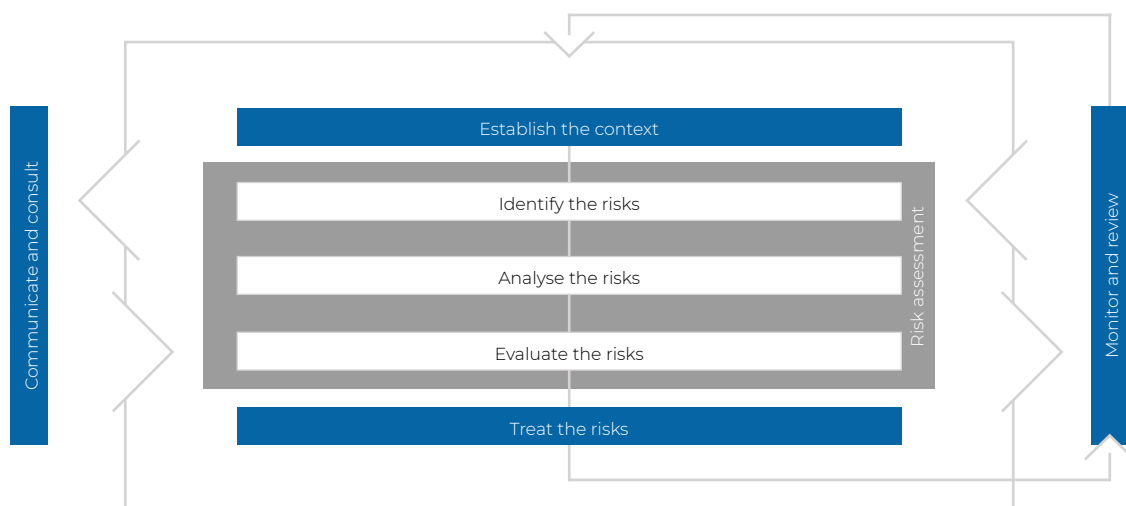 Establish the context
Communicate and consult
Identify the risks
Analyse the risks
Evaluate the risks
Risk assessment
Monitor and review
Treat the risks